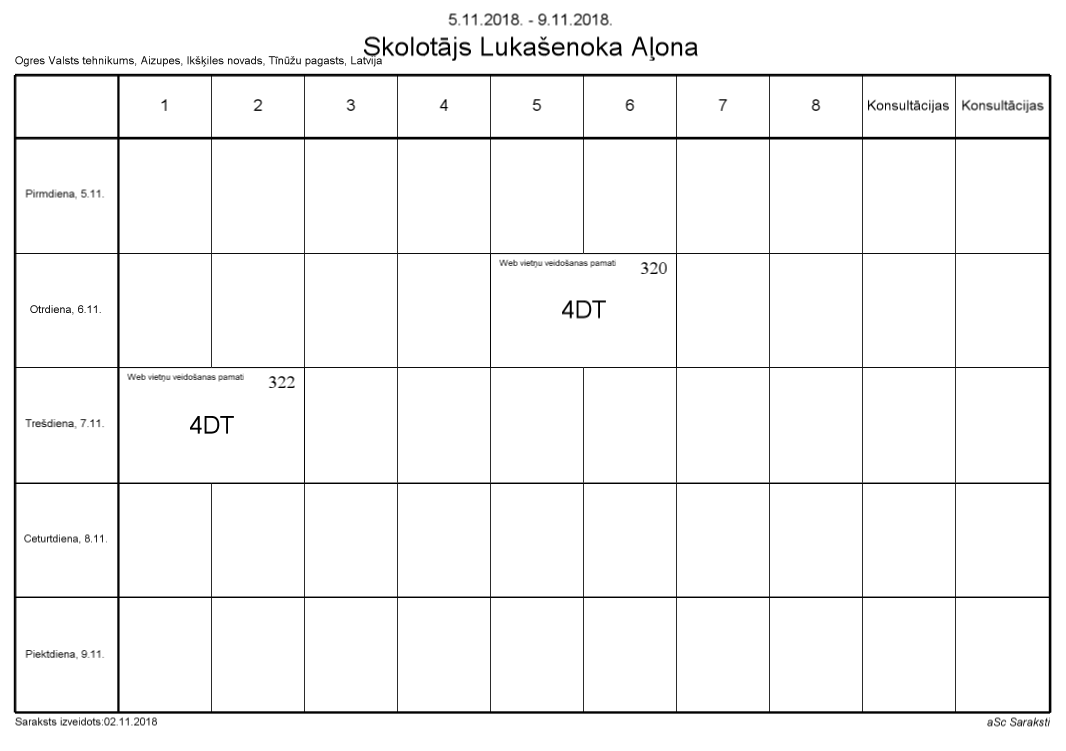 5.11.2018. - 9.11.2018.
Skolotājs Lukašenoka Aļona
Ogres Valsts tehnikums, Aizupes, Ikšķiles novads, Tīnūžu pagasts, Latvija
1 2 3 4 5 6 7 8 Konsultācijas Konsultācijas
Pirmdiena, 5.11.
Web vietņu veidošanas pamati 320
Otrdiena, 6.11. 4DT
Web vietņu veidošanas pamati 322
Trešdiena, 7.11. 4DT
Ceturtdiena, 8.11.
Piektdiena, 9.11.
Saraksts izveidots:02.11.2018 aSc Saraksti